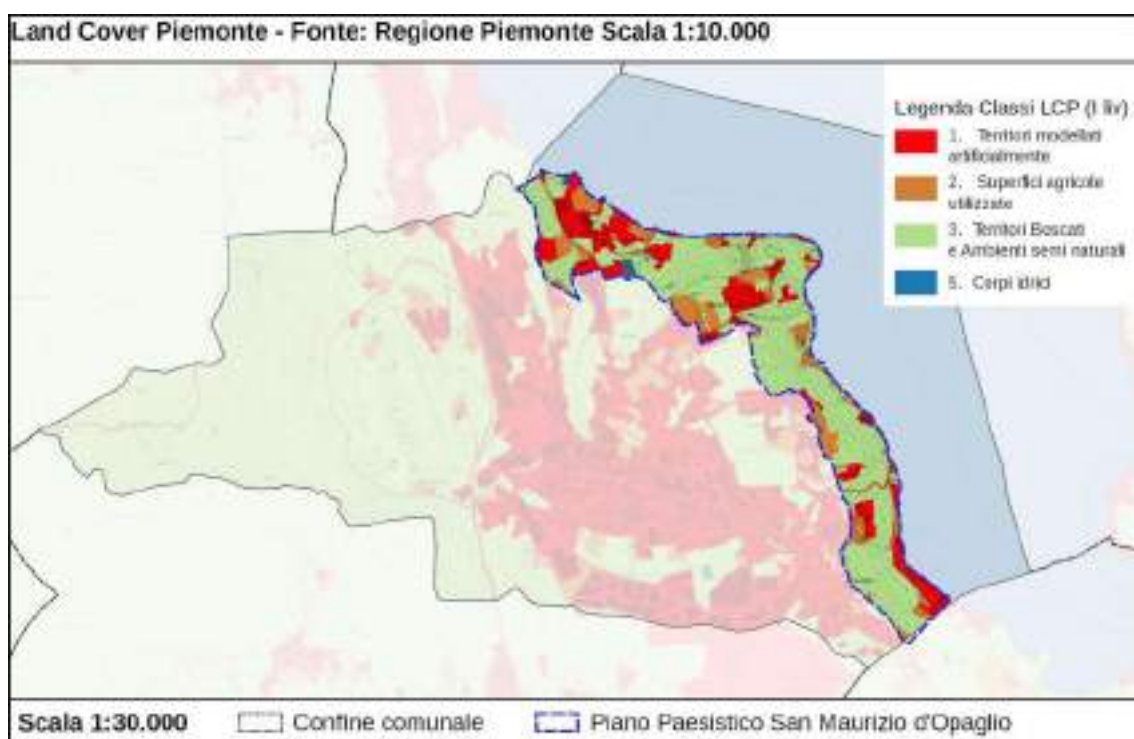 Land Cover Piemonte - Fonte: Regione Piemonte Scala 1:10.000
Legenda Classi LCP (I liv)
1. Territori modellati
artificialmente
2. Superfici agricole
utilizzate
3. Territori Boscati
e Ambienti semi naturali
5. Corpi idrici
Scala 1:30.000 Confine comunale Piano Paesistico San Maurizio d'Opaglio